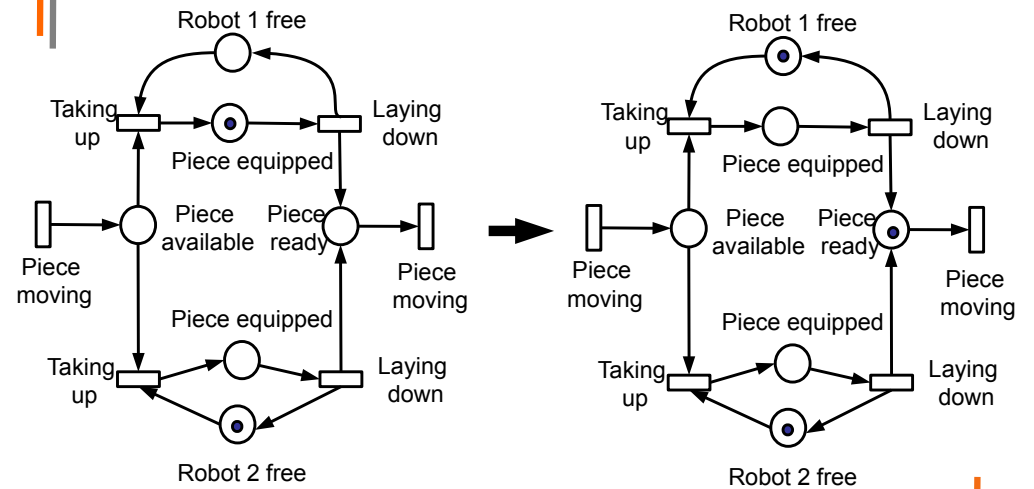 Robot 1 free
Taking
up
Laying
down
Piece equipped
Piece
available
Piece
ready
Piece
moving
Piece
moving
Piece equipped
Taking
up
Laying
down
Robot 2 free
Robot 1 free
Taking
up
Laying
down
Piece equipped
Piece
available
Piece
ready
Piece
moving
Piece
moving
Piece equipped
Taking
up
Laying
down
Robot 2 free